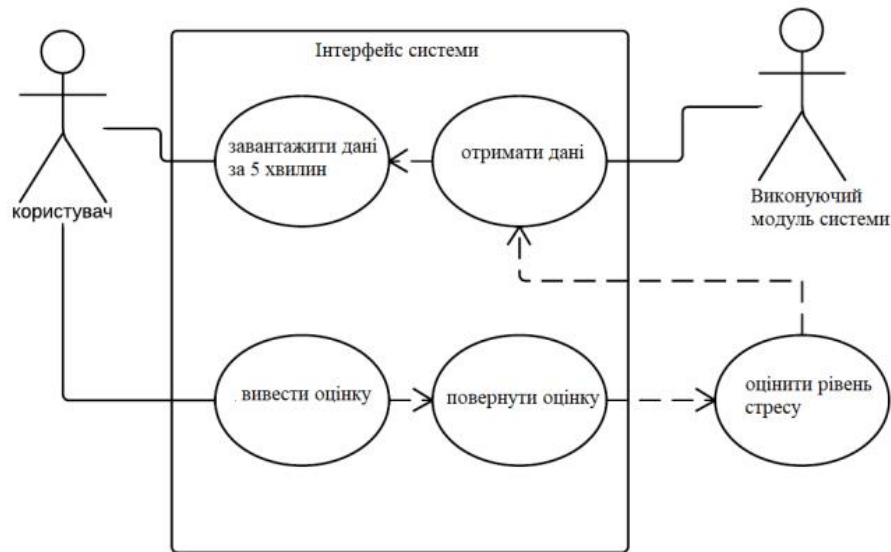 Інтерфейс системи
завантажити дані
за 5 хвилин
отримати дані
користувач
Виконуючий
модуль системи
вивести оцінку
повернути оцінку
оцінити рівень
стресу